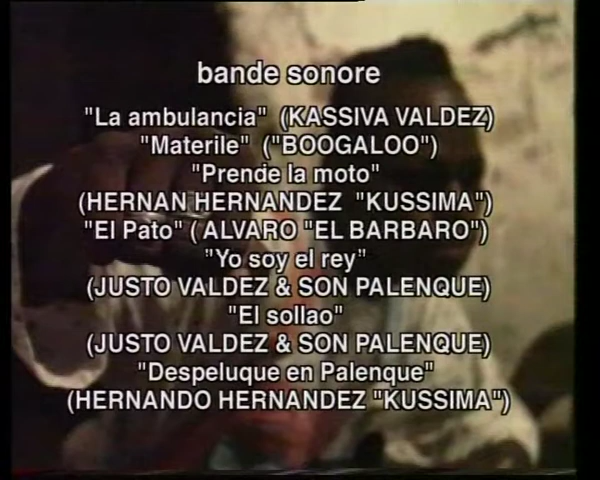 bande sonore
"La ambulancia" (KASSIVA VALDEZ)
"Materile" ("BOOGALOO")
"Prende la moto"
(HERNAN HERNANDEZ "KUSSIMA")
"El Pato" ( ALVARO "EL BARBARO")
"Yo soy el rey"
(JUSTO VALDEZ & SON PALENQUE)
"El sollao"
(JUSTO VALDEZ & SON PALENQUE)
"Despeluque en Palenque"
(HERNANDO HERNANDEZ "KUSSIMA")